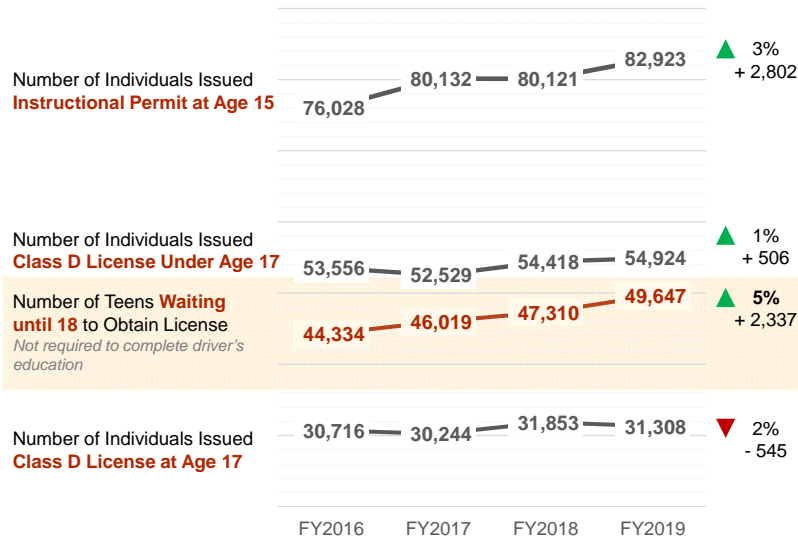 Number of Individuals Issued
Instructional Permit at Age 15
76,028
80,132
80,121
82,923
3%
+ 2,802
Number of Individuals Issued
Class D License Under Age 17
53,556
52,529
54,418
54,924
1%
+ 506
Number of Teens Waiting
until 18 to Obtain License
Not required to complete driver's
education
44,334
46,019
47,310
49,647
5%
+ 2,337
Number of Individuals Issued
Class D License at Age 17
30,716
30,244
31,853
31,308
2%
- 545
FY2016
FY2017
FY2018
FY2019